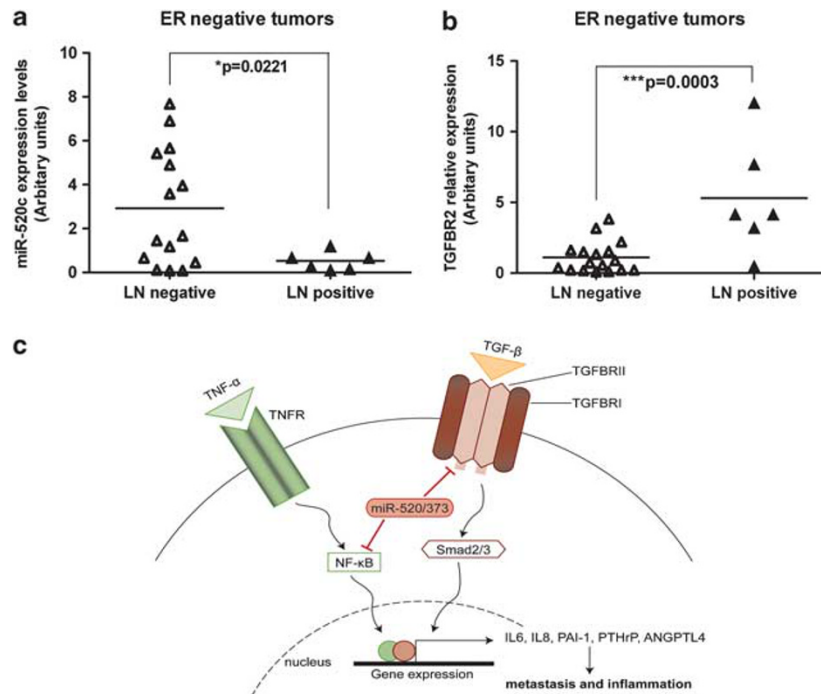 a
ER negative tumors
miR-520c expression levels
(Arbitary units)
10
8
6
4
2
0
*p=0.0221
LN negative
LN positive
b
ER negative tumors
TGFBR2 relative expression
(Arbitary units)
15
10
5
0
***p=0.0003
LN negative
LN positive
c
TNF-α
TNFR
TGF-β
TGFBRII
TGFBRI
miR-520/373
NF-κB
Smad2/3
nucleus
Gene expression
IL6, IL8, PAI-1, PTHrP, ANGPTL4
metastasis and inflammation